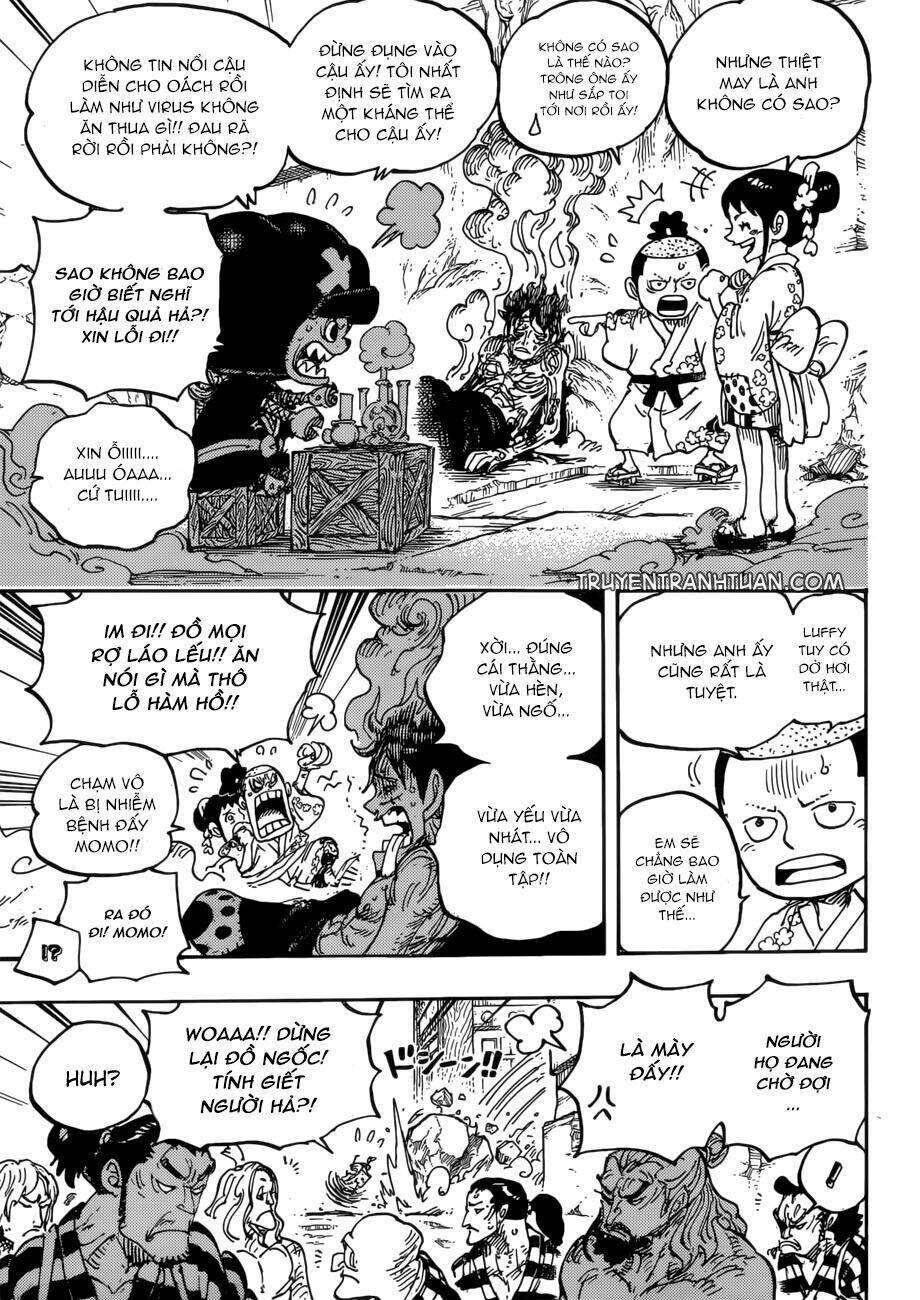 NHƯNG THIỆT
MAY LÀ ANH
KHÔNG CÓ SAO?
KHÔNG CÓ SAO
LÀ THẾ NÀO?
TRÔNG ÔNG ẤY
NHƯ SẮP TOI
TỚI NƠI RỒI ẤY!
ĐỪNG ĐỤNG VÀO
CẬU ẤY! TÔI NHẤT
ĐỊNH SẼ TÌM RA
MỘT KHÁNG THỂ
CHO CẬU ẤY!
KHÔNG TIN NỔI CẬU
DIỄN CHO OÁCH RỒI
LÀM NHƯ VIRUS KHÔNG
ĂN THUA GÌ!! ĐAU RÃ
RỜI RỒI PHẢI KHÔNG?!
SAO KHÔNG BAO
GIỜ BIẾT NGHĨ
TỚI HẬU QUẢ HẢ?!
XIN LỖI ĐI!!
XIN ỖIIIII....
AUUU ÓAAA....
CỨ TUIIII....
TRUYENTRANHTUAN.COM
LUFFY
TUY CÓ
DỞ HƠI
THẬT...
NHƯNG ANH ẤY
CŨNG RẤT LÀ
TUYỆT.
EM SẼ
CHẲNG BAO
GIỜ LÀM
ĐƯỢC NHƯ
THẾ...
XỜI... ĐÚNG
CÁI THẰNG...
VỪA HÈN,
VỪA NGỐ...
VỪA YẾU VỪA
NHÁT... VÔ
DỤNG TOÀN
TẬP!!
IM ĐI!! ĐỒ MỌI
RỢ LÁO LẾU!! ĂN
NÓI GÌ MÀ THÔ
LỖ HÀM HỒ!!
CHẠM VÔ
LÀ BỊ NHIỄM
BỆNH ĐẤY
MOMO!!
RA ĐÓ
ĐI! MOMO!
!?
NGƯỜI
HỌ ĐANG
CHỜ ĐỢI
...
LÀ MÀY
ĐẤY!!
!
ドシーン!!
WOAAA!! DỪNG
LẠI ĐỒ NGỐC!
TÍNH GIẾT
NGƯỜI HẢ?!
HUH?